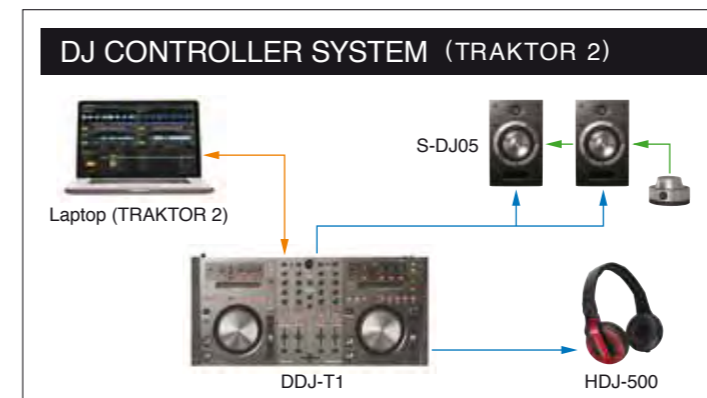 DJ CONTROLLER SYSTEM (TRAKTOR 2)
S-DJ05
Laptop (TRAKTOR 2)
DDJ-T1
HDJ-500